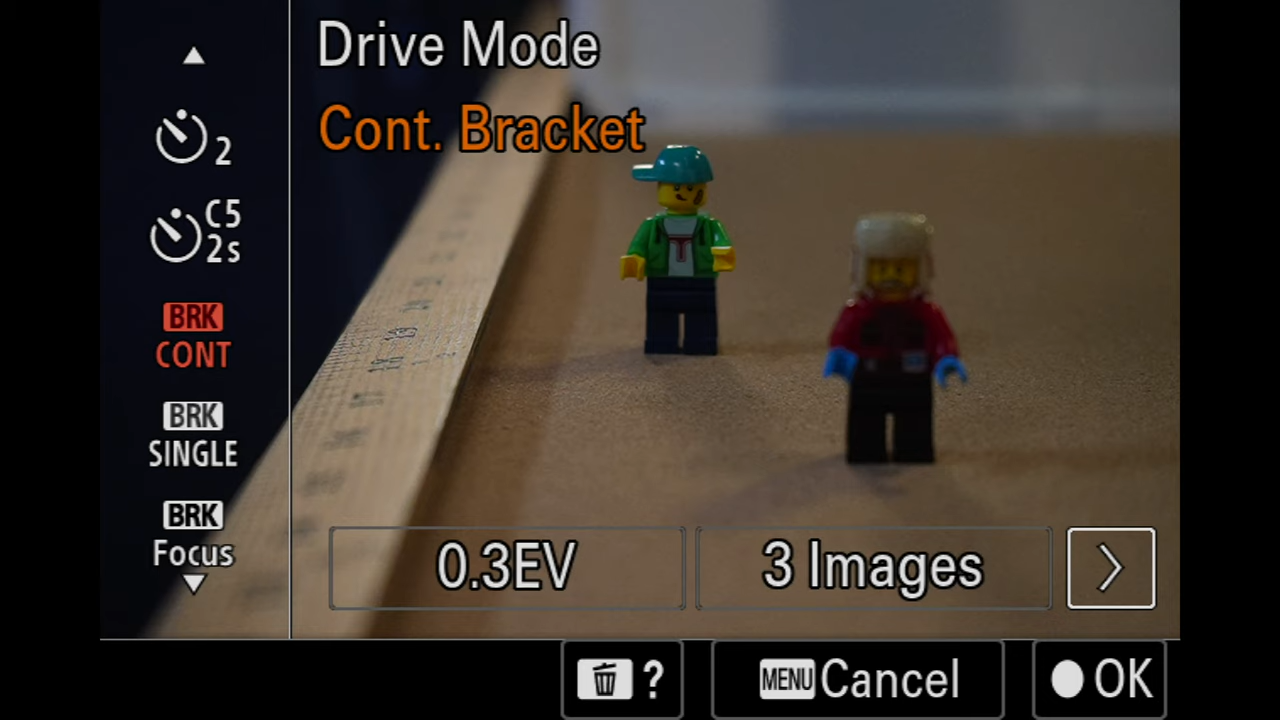 Drive Mode
Cont. Bracket
2
C5
2s
BRK
CONT
BRK
SINGLE
BRK
Focus
T
0.3EV
3 Images
?
MENU Cancel
OK